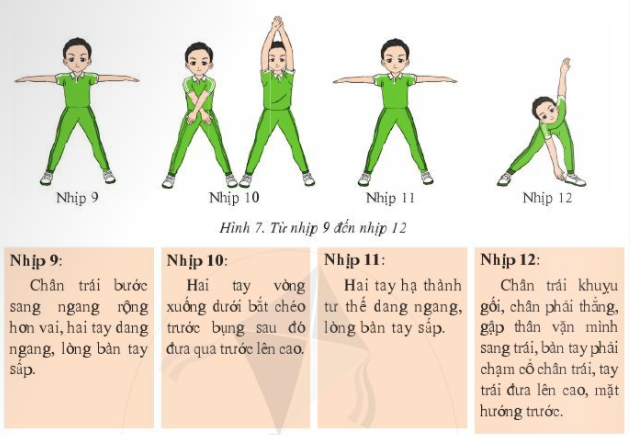 Nhịp 9
Nhịp 10
Nhịp 11
Nhịp 12
Hình 7. Từ nhịp 9 đến nhịp 12
Nhịp 9:
Chân trái bước
sang ngang rộng
hơn vai, hai tay dang
ngang, lòng bàn tay
sấp.
Nhịp 10:
Hai tay vòng
xuống dưới bắt chéo
trước bụng sau đó
đưa qua trước lên cao.
Nhịp 11:
Hai tay hạ thành
tư thế dang ngang,
lòng bàn tay sấp.
Nhịp 12:
Chân trái khuỵu
gối, chân phải thẳng,
gập thân vặn mình
sang trái, bàn tay phải
chạm cổ chân trái, tay
trái đưa lên cao, mặt
hướng trước.